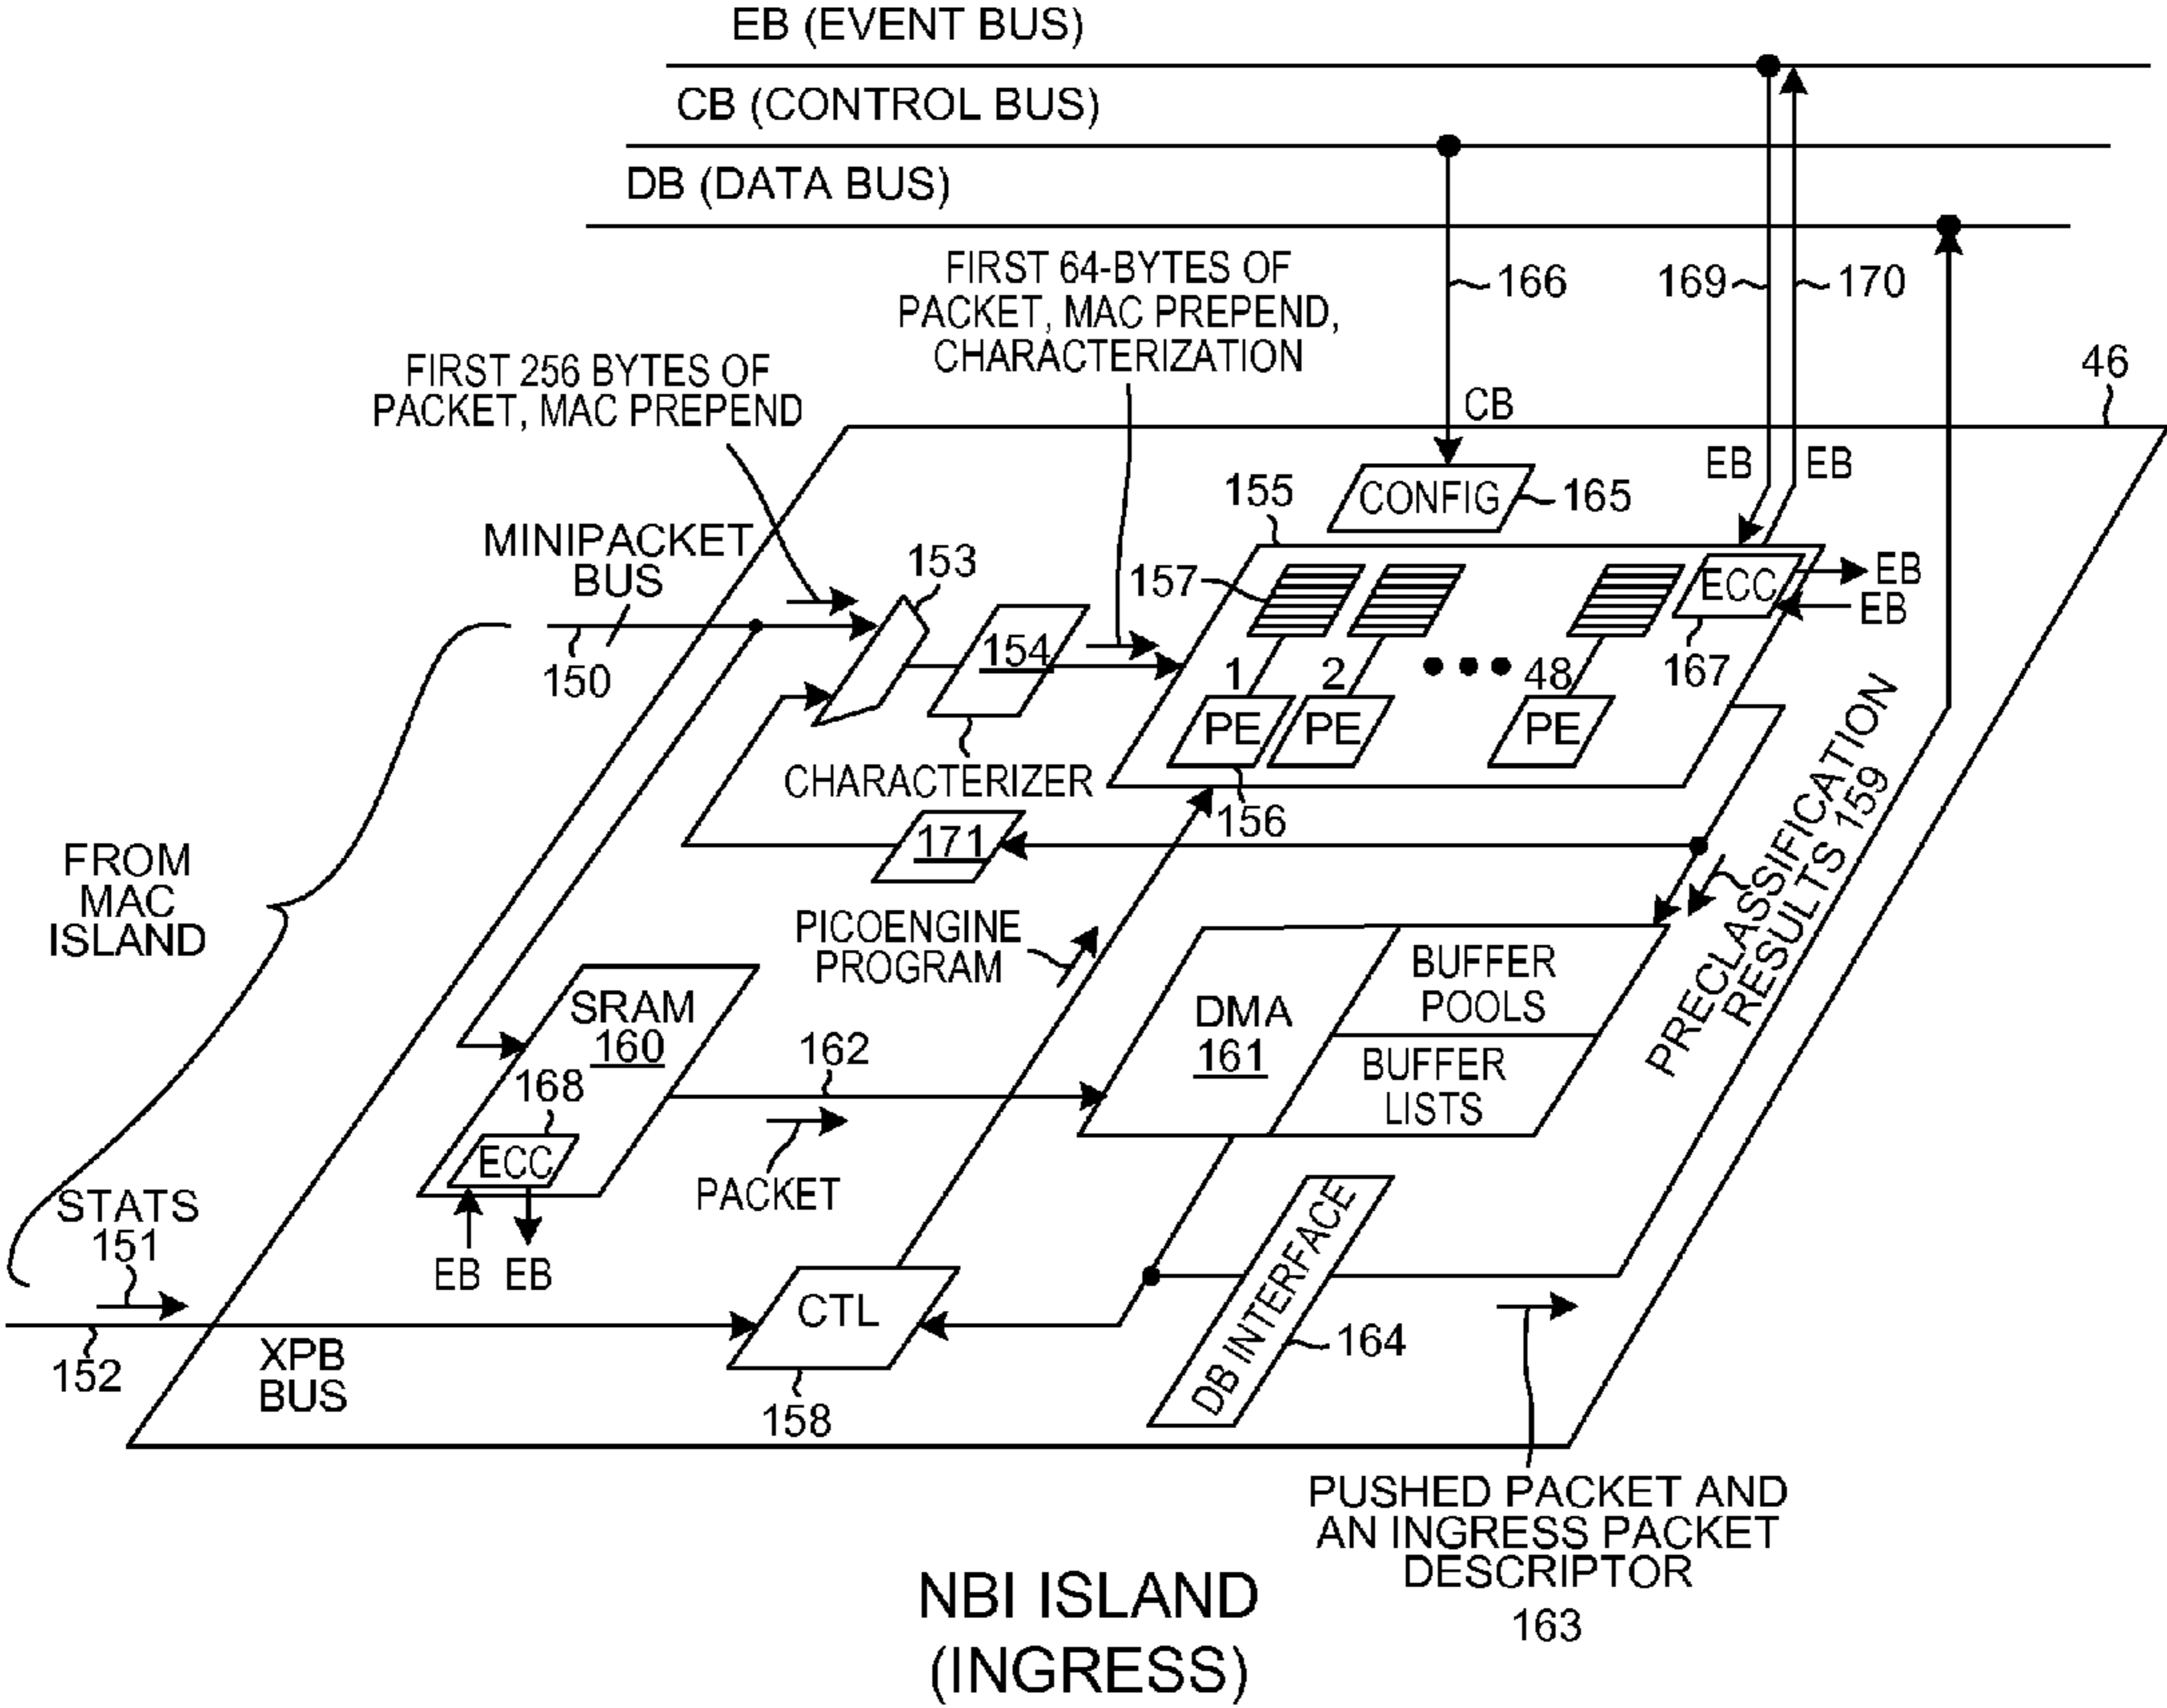 EB (EVENT BUS)
CB (CONTROL BUS)
DB (DATA BUS)
FIRST 64-BYTES OF
PACKET, MAC PREPEND,
CHARACTERIZATION
166
169
170
FIRST 256 BYTES OF
PACKET, MAC PREPEND
46
CB
EB
EB
155
CONFIG
165
MINIPACKET
BUS
153
157
ECC
EB
EB
150
154
1
2
48
167
PE
PE
PE
CHARACTERIZER
156
171
PRECLASSIFICATION
RESULTS 159
FROM
MAC
ISLAND
PICOENGINE
PROGRAM
BUFFER
POOLS
SRAM
160
DMA
161
162
BUFFER
LISTS
168
ECC
PACKET
STATS
151
EB
EB
DB INTERFACE
CTL
164
152
XPB
BUS
158
PUSHED PACKET AND
AN INGRESS PACKET
DESCRIPTOR
163
NBI ISLAND
(INGRESS)